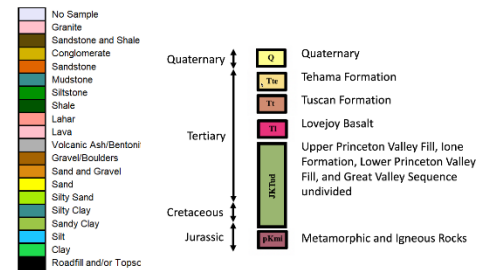 No Sample
Granite
Sandstone and Shale
Conglomerate
Sandstone
Mudstone
Siltstone
Shale
Lahar
Lava
Volcanic Ash/Bentonit
Gravel/Boulders
Sand and Gravel
Sand
Silty Sand
Silty Clay
Sandy Clay
Silt
Clay
Roadfill and/or Topsc
Quaternary
Tertiary
Cretaceous
Jurassic
Q
Quaternary
Tte
Tehama Formation
Tt
Tuscan Formation
Tl
Lovejoy Basalt
JKTud
Upper Princeton Valley Fill, Ione
Formation, Lower Princeton Valley
Fill, and Great Valley Sequence
undivided
pKmi
Metamorphic and Igneous Rocks